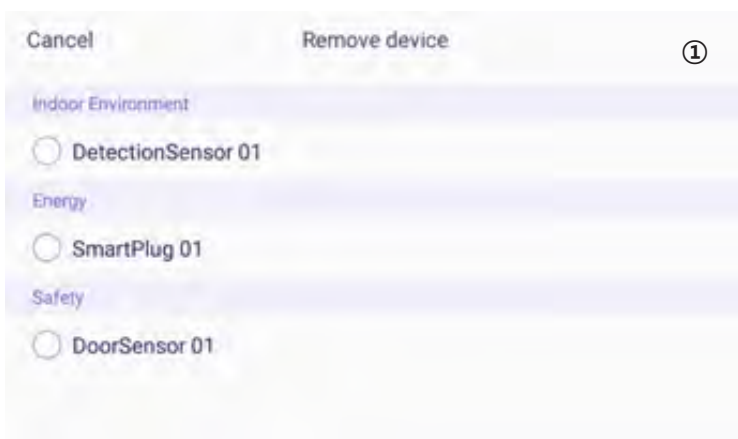 Cancel Remove device ①
Indoor Environment
DetectionSensor 01
Energy
SmartPlug 01
Safety
DoorSensor 01